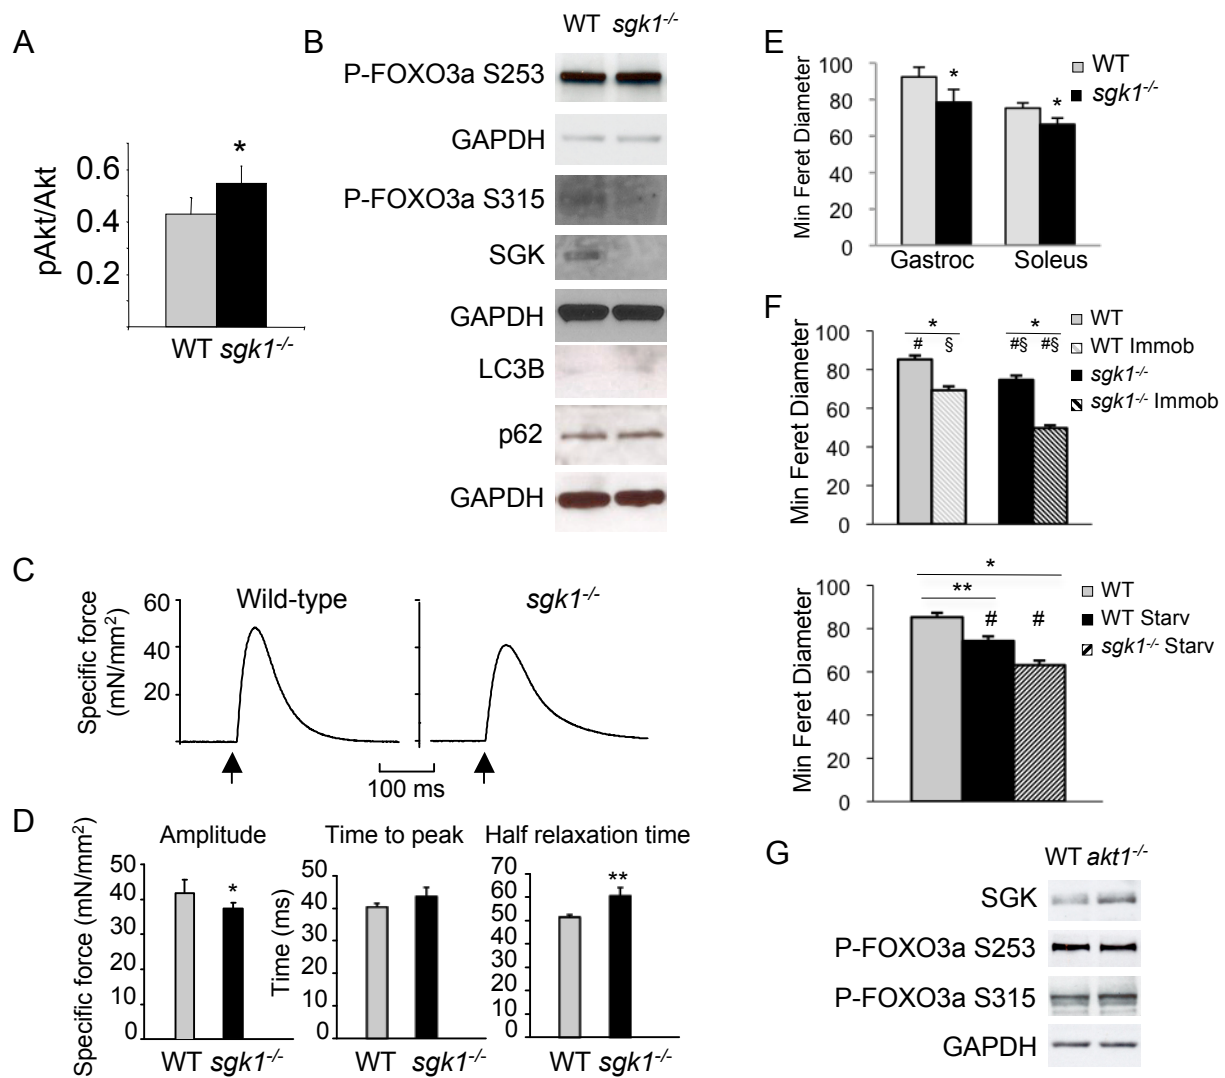 A
pAkt/Akt
0.6
0.4
0.2
*
WT sgk1-/-
B
WT sgk1-/-
P-FOXO3a S253
GAPDH
P-FOXO3a S315
SGK
GAPDH
LC3B
p62
GAPDH
C
Specific force
(mN/mm2)
60
40
20
Wild-type
sgk1-/-
100 ms
D
Specific force (mN/mm2)
Amplitude
50
40
30
20
10
0
*
WT sgk1-/-
Time to peak
Time (ms)
50
40
30
20
10
0
WT sgk1-/-
Half relaxation time
70
60
50
40
30
20
10
0
**
WT sgk1-/-
E
Min Feret Diameter
100
80
60
40
20
0
* *
Gastroc Soleus
WT
sgk1-/-
F
Min Feret Diameter
100
80
60
40
20
0
* *
# § #§ #§
WT
WT Immob
sgk1-/-
sgk1-/- Immob
Min Feret Diameter
100
80
60
40
20
0
*
**
# #
WT
WT Starv
sgk1-/- Starv
G
WT akt1-/-
SGK
P-FOXO3a S253
P-FOXO3a S315
GAPDH